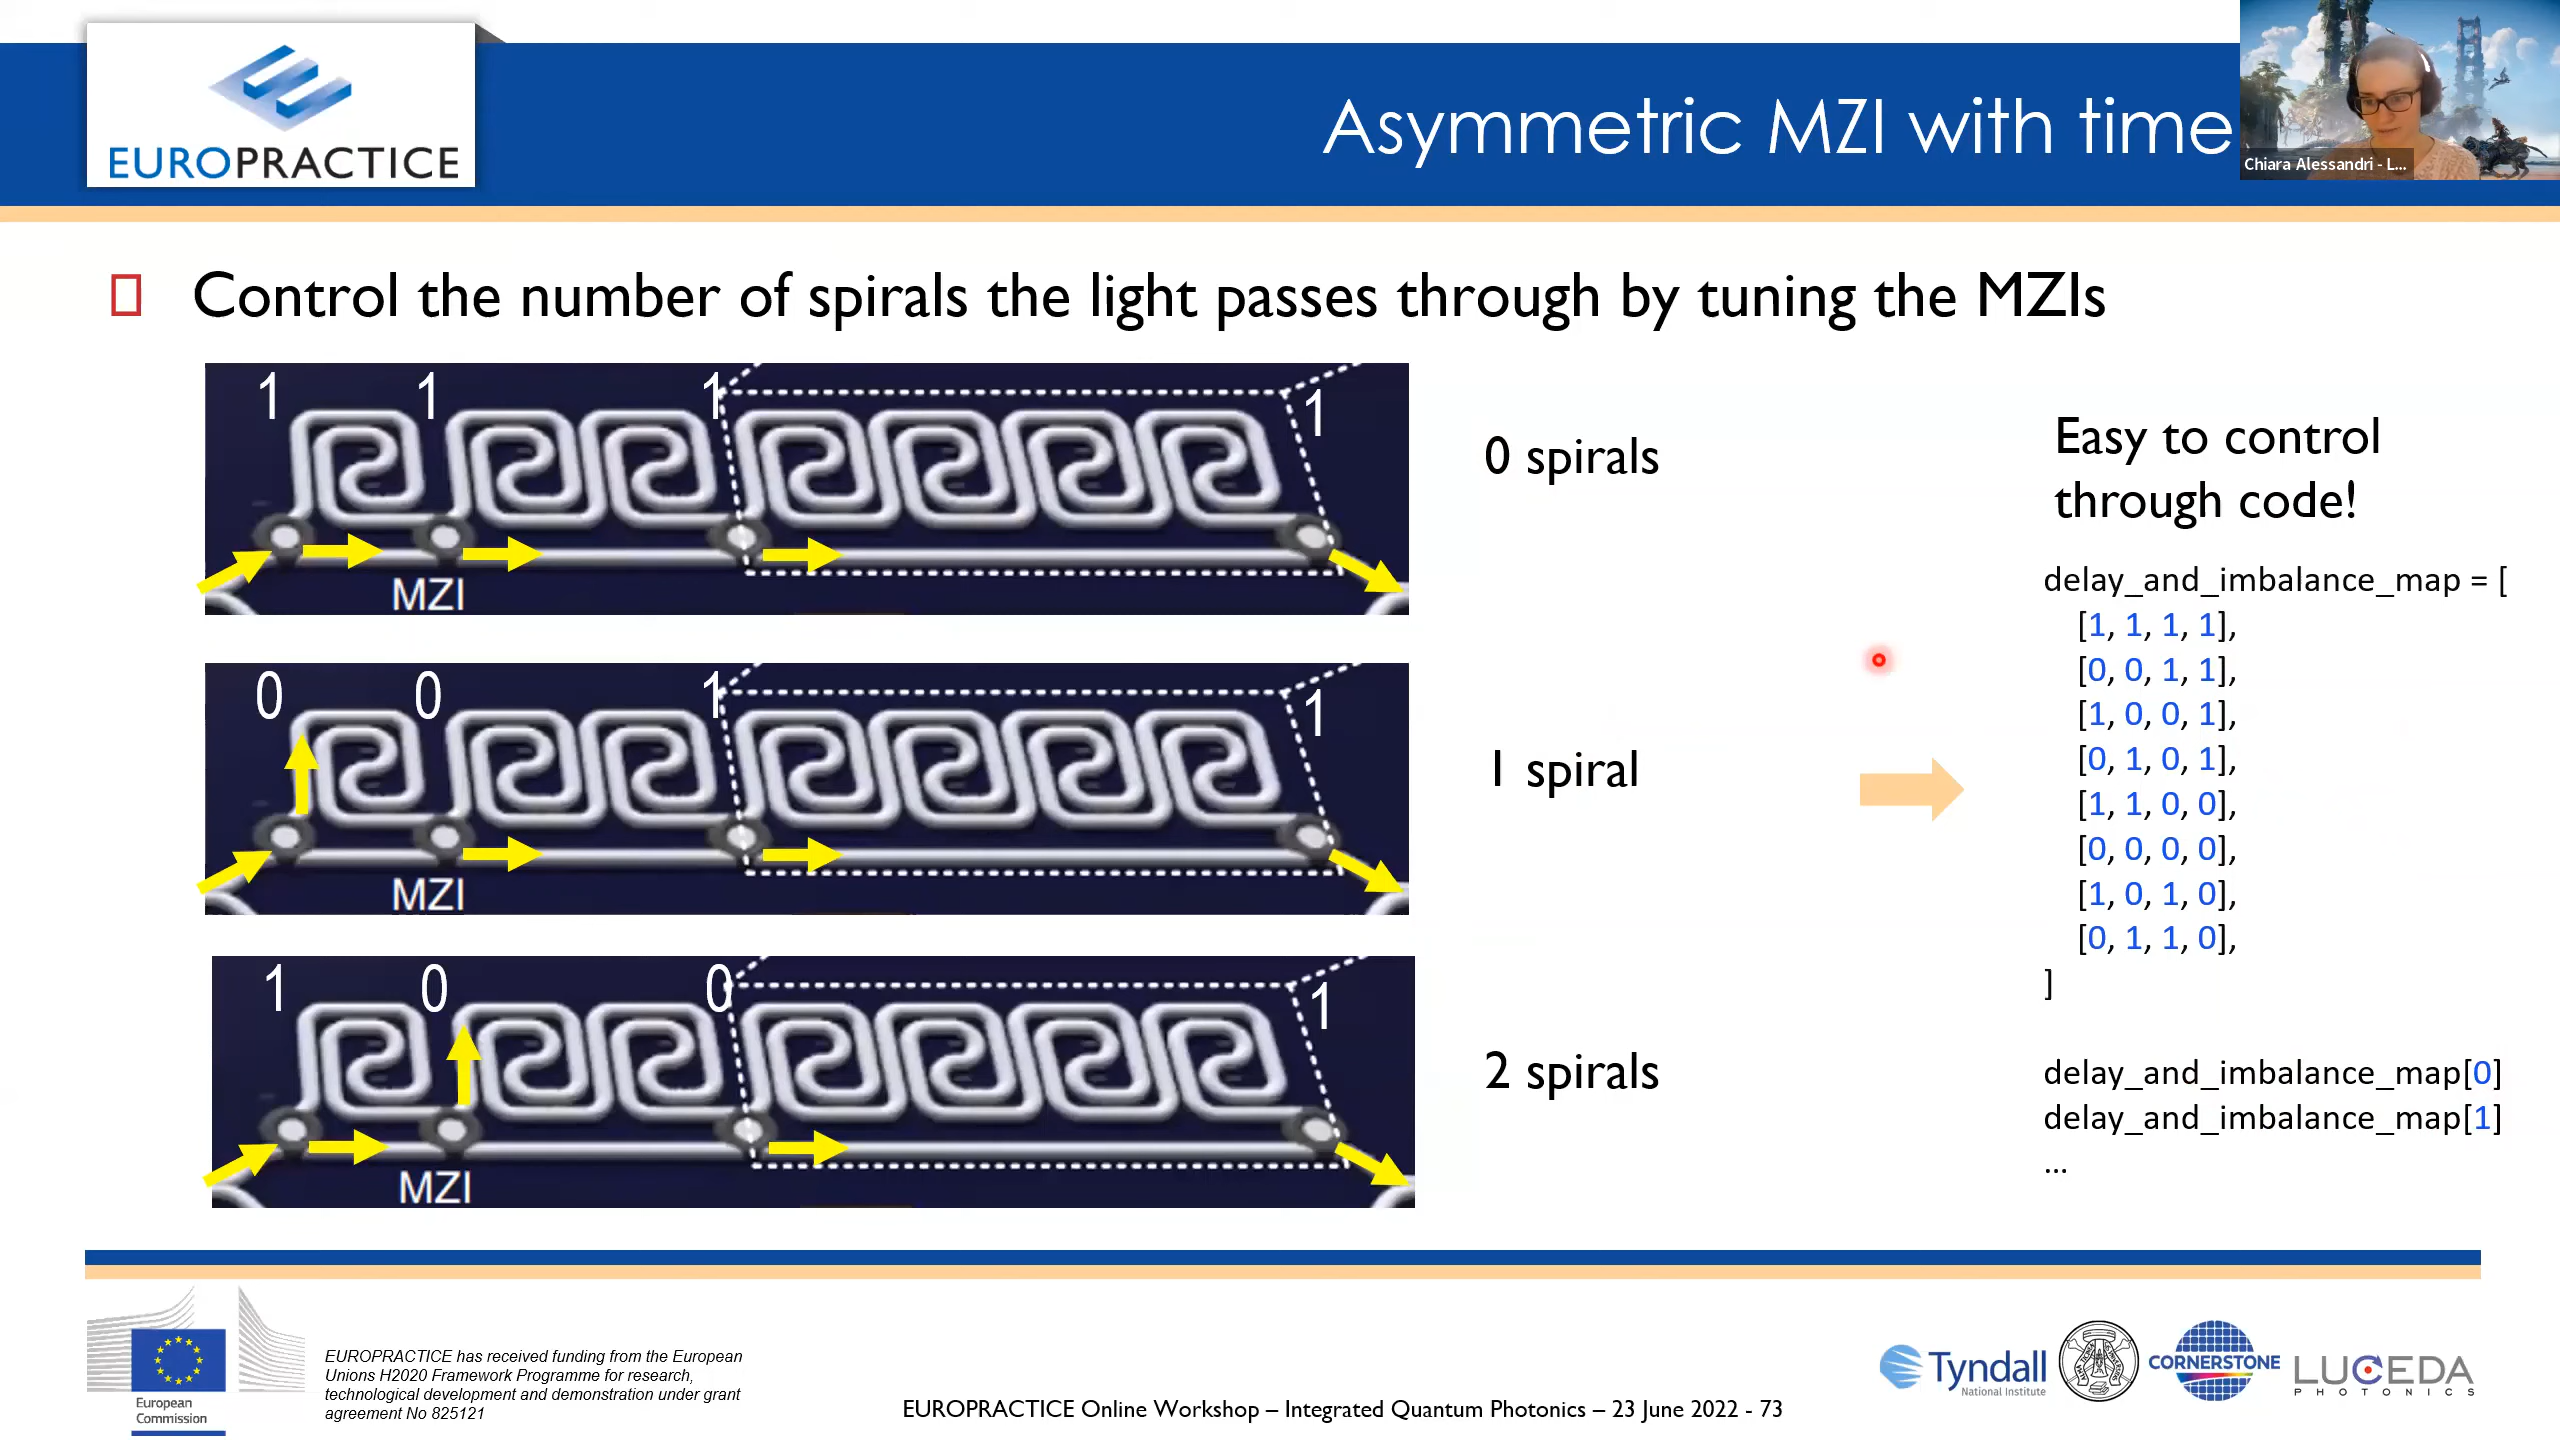 EUROPRACTICE
Asymmetric MZI with time
Chiara Alessandri - L...
Control the number of spirals the light passes through by tuning the MZIs
1 1 1 1
MZI
0 spirals
0 0 1 1
MZI
1 spiral
1 0 0 1
MZI
2 spirals
Easy to control
through code!
delay_and_imbalance_map = [
[1, 1, 1, 1],
[0, 0, 1, 1],
[1, 0, 0, 1],
[0, 1, 0, 1],
[1, 1, 0, 0],
[0, 0, 0, 0],
[1, 0, 1, 0],
[0, 1, 1, 0],
]
delay_and_imbalance_map[0]
delay_and_imbalance_map[1]
...
European
Commission
EUROPRACTICE has received funding from the European
Unions H2020 Framework Programme for research,
technological development and demonstration under grant
agreement No 825121
EUROPRACTICE Online Workshop – Integrated Quantum Photonics – 23 June 2022 - 73
Tyndall
National Institute
CORNERSTONE
LUCEDA
PHOTONICS